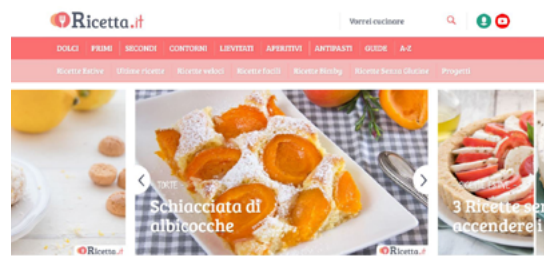 Ricetta.it
Vorrei cucinare
DOLCI PRIMI SECONDI CONTORNI LIEVITATI APERITIVI ANTIPASTI GUIDE A-Z
Ricette Estive Ultime ricette Ricette veloci Ricette facili Ricette Bimby Ricette Senza Glutine Progetti
TORTE
Schiacciata di
albicocche
3 Ricette
accendere i
Ricetta.it
Ricetta.it